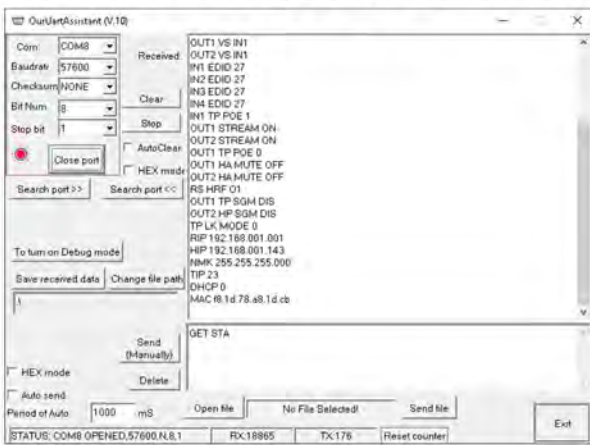 OurUartAssistant (V.10)
Com: COM8
Received
Baudrate 57600
Checksum NONE
Bit Num 8
Clear
Stop bit 1
Stop
AutoClear
Close port
HEX mode
Search port >> Search port <<
To turn on Debug mode
Save received data Change file path
.\
OUT1 VS IN1
OUT2 VS IN1
IN1 EDID 27
IN2 EDID 27
IN3 EDID 27
IN4 EDID 27
IN1 TP POE 1
OUT1 STREAM ON
OUT2 STREAM ON
OUT1 TP POE 0
OUT1 HA MUTE OFF
OUT2 HA MUTE OFF
RS HRF 01
OUT1 TP SGM DIS
OUT2 HP SGM DIS
TP LK MODE 0
RIP 192.168.001.001
HIP 192.168.001.143
NMK 255.255.255.000
TIP 23
DHCP 0
MAC f8.1d.78.a8.1d.cb
GET STA
Send
(Manually)
HEX mode
Delete
Auto send
Period of Auto 1000 mS
Open file No File Selected! Send file
Exit
STATUS: COM8 OPENED,57600,N,8,1 RX:18865 TX:176 Reset counter